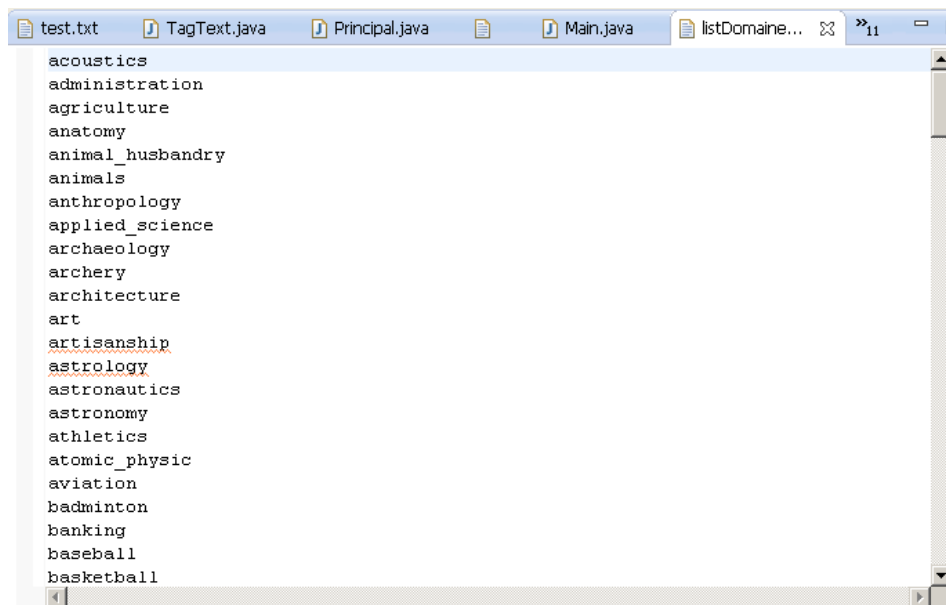 test.txt TagText.java Principal.java Main.java listDomaine... »11
acoustics
administration
agriculture
anatomy
animal_husbandry
animals
anthropology
applied_science
archaeology
archery
architecture
art
artisanship
astrology
astronautics
astronomy
athletics
atomic_physic
aviation
badminton
banking
baseball
basketball